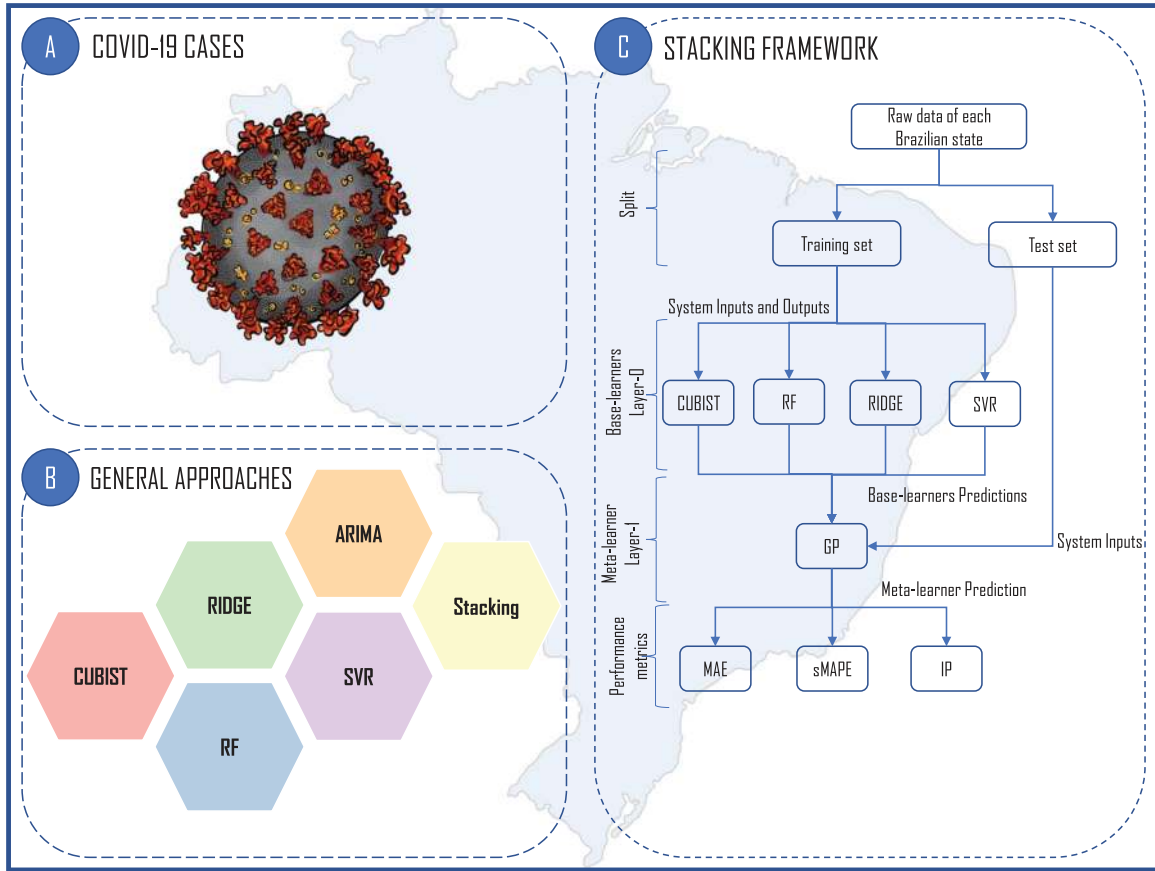 A
COVID-19 CASES
B
GENERAL APPROACHES
ARIMA
RIDGE
Stacking
CUBIST
SVR
RF
C
STACKING FRAMEWORK
Raw data of each
Brazilian state
Split
Training set
Test set
System Inputs and Outputs
Base-learners
Layer-0
CUBIST
RF
RIDGE
SVR
Base-learners Predictions
Meta-learner
Layer-1
GP
System Inputs
Meta-learner Prediction
Performance
metrics
MAE
sMAPE
IP